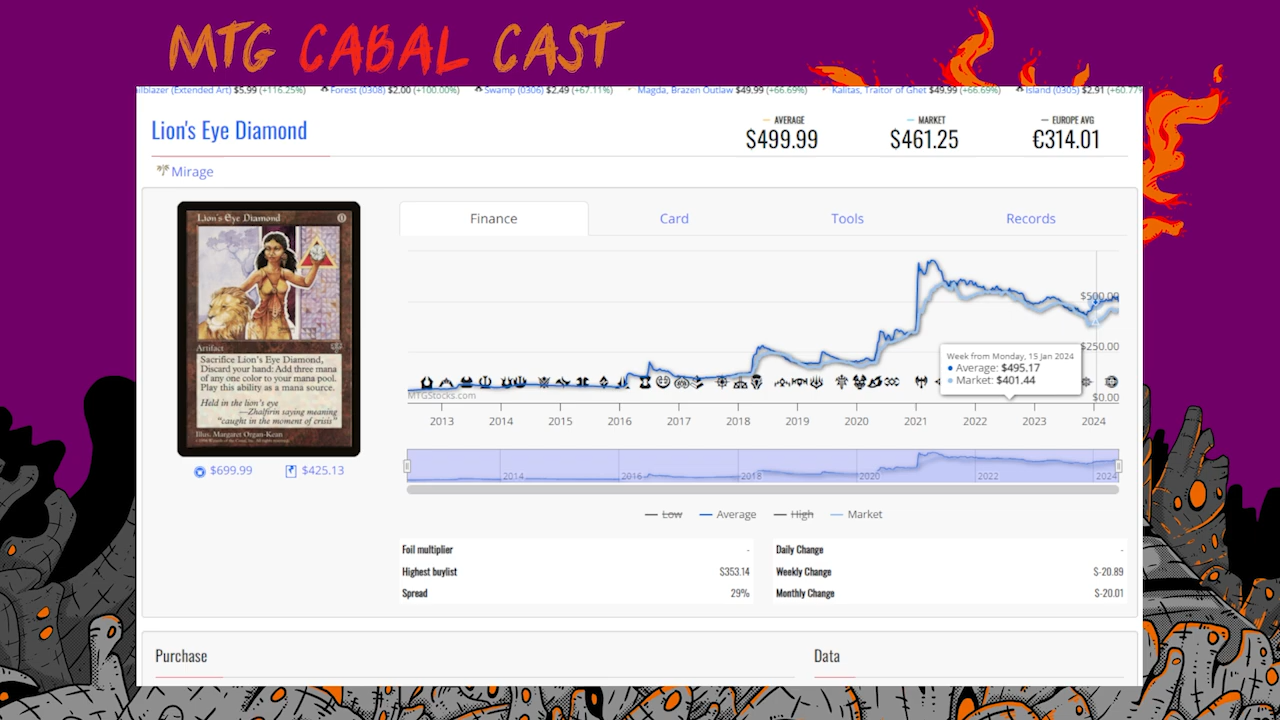 MTG CABAL CAST
ilblazer (Extended Art) $5.99 (+116.25%) Forest (0308) $2.00 (+100.00%) Swamp (0306) $2.49 (+67.11%) Magda, Brazen Outlaw $49.99 (+66.69%) Kalitas, Traitor of Ghet $49.99 (+66.69%) Island (0305) $2.91 (+60.77%
Lion's Eye Diamond
AVERAGE MARKET EUROPE AVG
$499.99 $461.25 €314.01
Mirage
Finance Card Tools Records
Lion's Eye Diamond 0
Artifact
Sacrifice Lion's Eye Diamond,
Discard your hand: Add three mana
of any one color to your mana pool.
Play this ability as a mana source.
Held in the lion's eye
—Zhalfirin saying meaning
"caught in the moment of crisis"
Illus. Margaret Organ-Kean
$699.99 $425.13
$500.00
$250.00
$0.00
Week from Monday, 15 Jan 2024
Average: $495.17
Market: $401.44
MTGStocks.com
2013 2014 2015 2016 2017 2018 2019 2020 2021 2022 2023 2024
2014 2016 2018 2020 2022 2024
Low Average High Market
Foil multiplier -
Highest buylist $353.14
Spread 29%
Daily Change -
Weekly Change $-20.89
Monthly Change $-20.01
Purchase Data